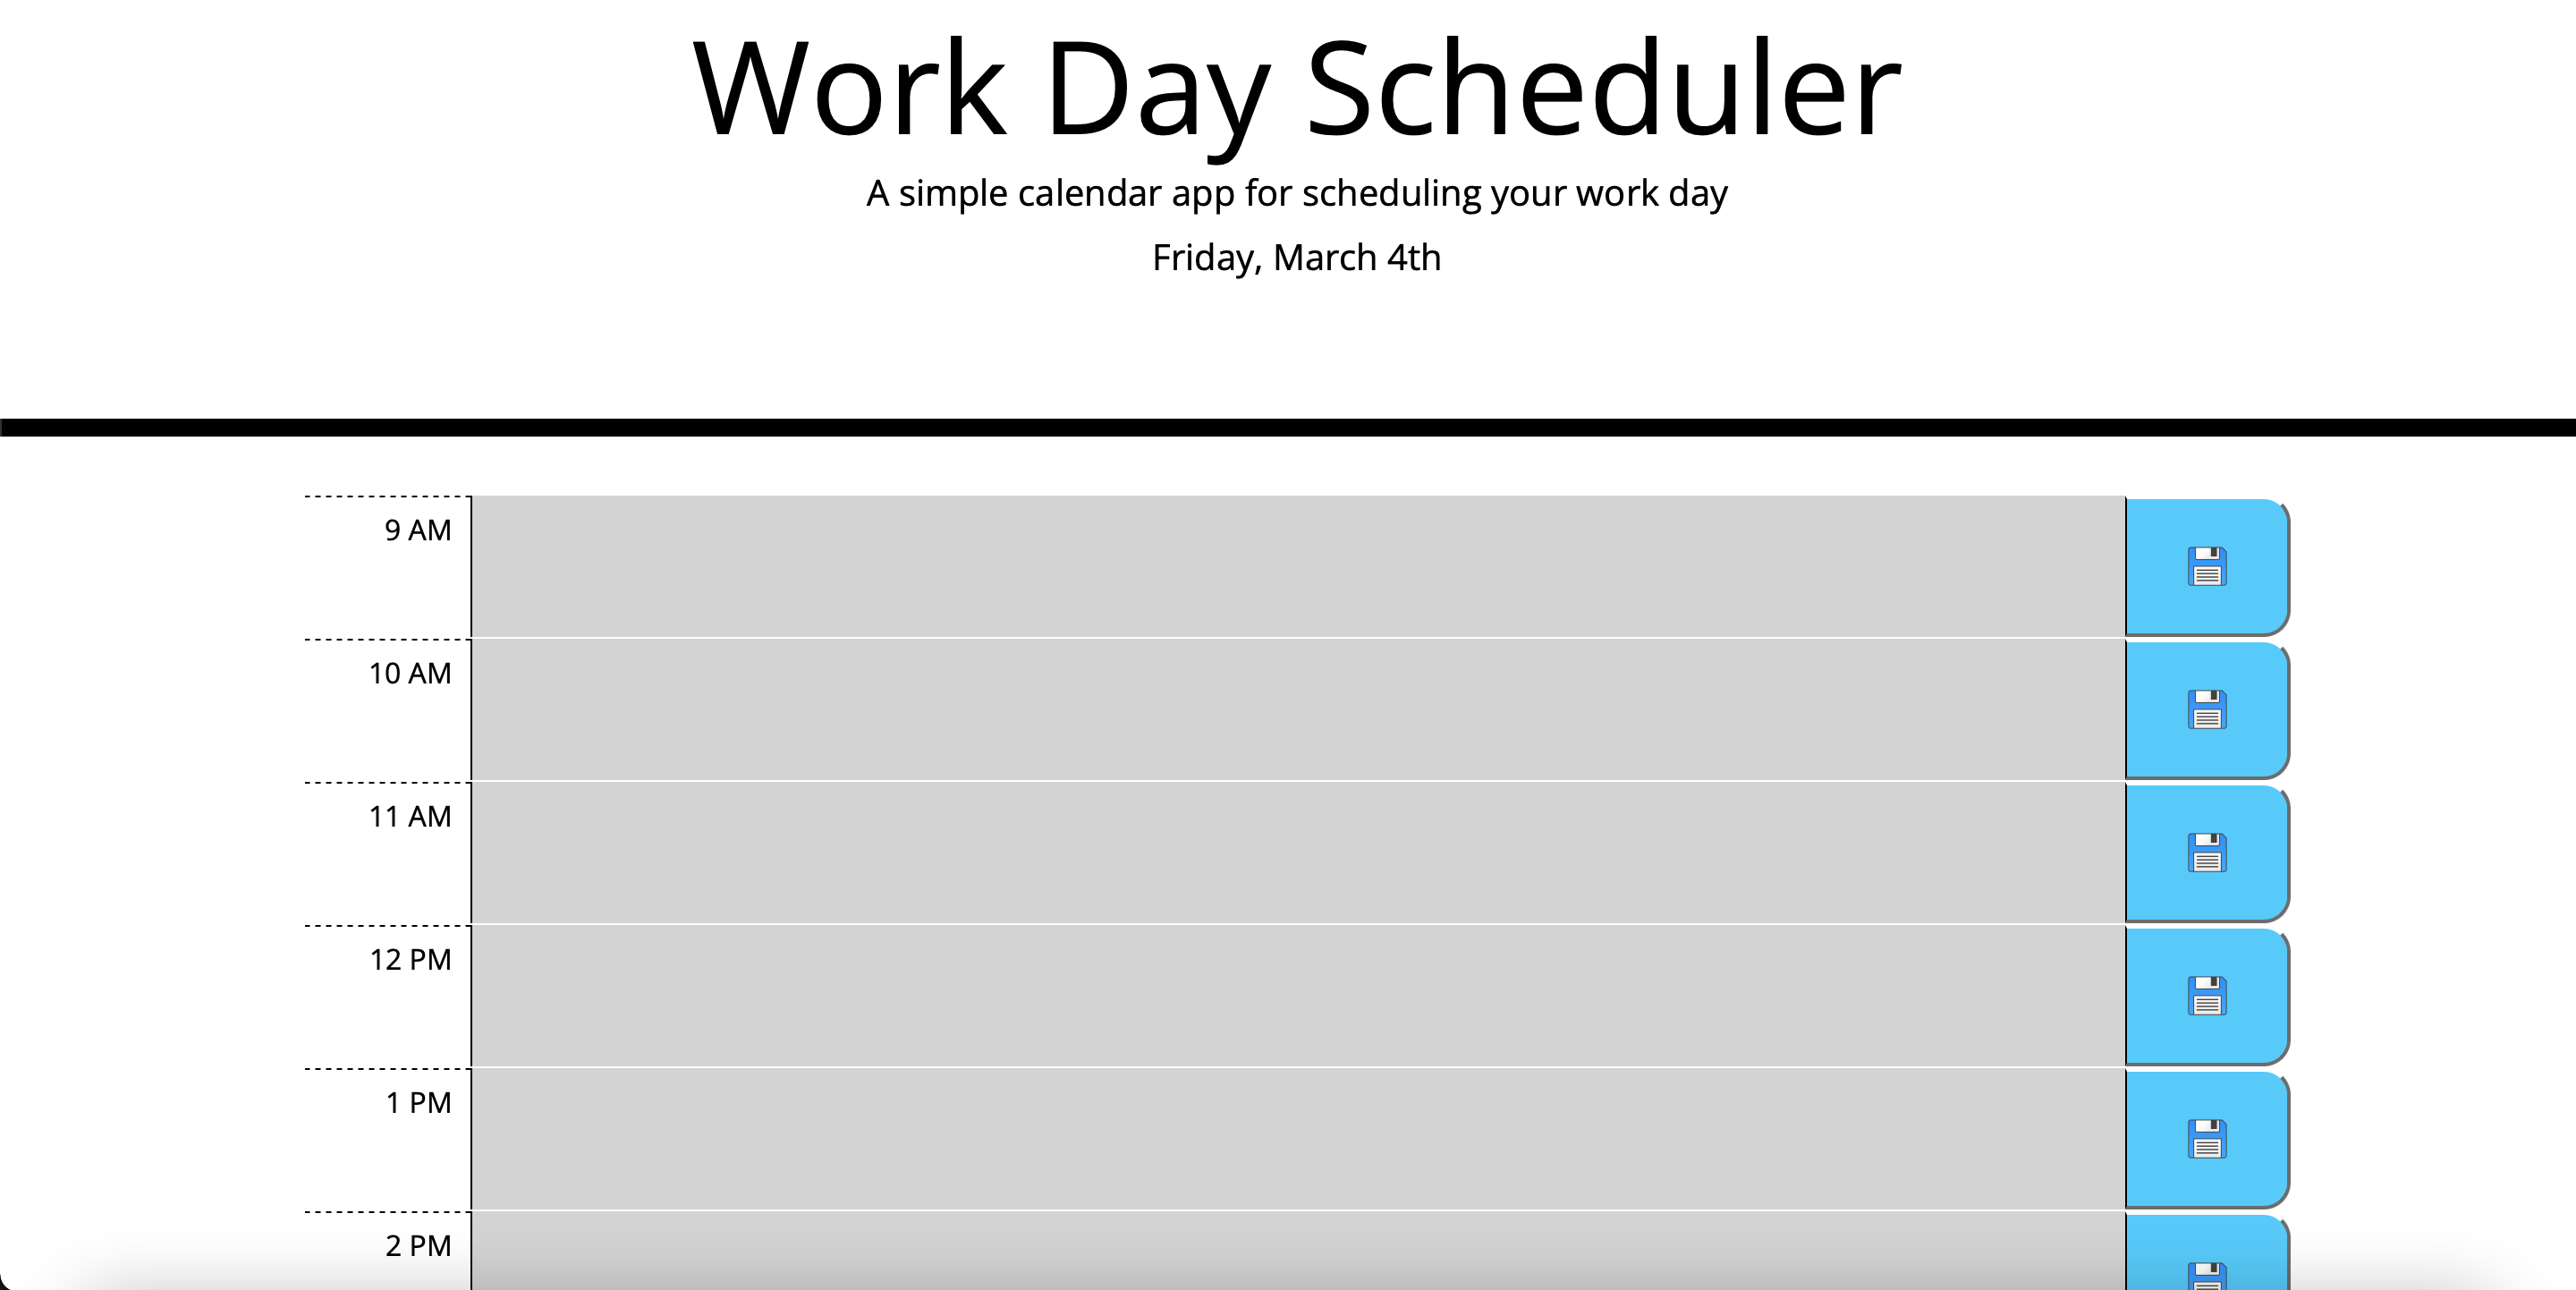 Work Day Scheduler
A simple calendar app for scheduling your work day
Friday, March 4th
9 AM
10 AM
11 AM
12 PM
1 PM
2 PM